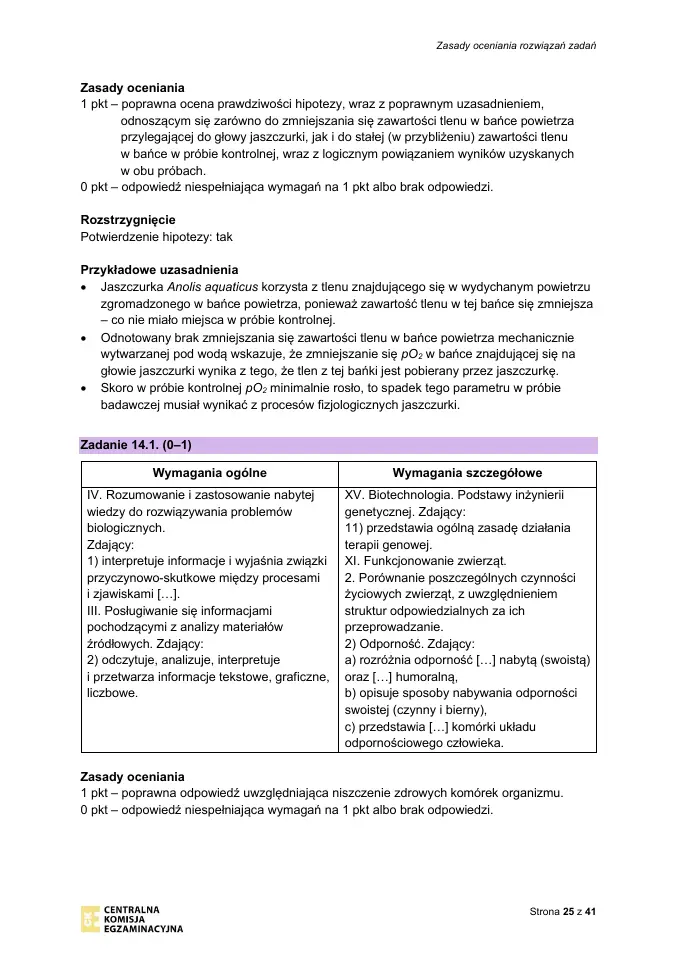 Zasady oceniania rozwiązań zadań
Zasady oceniania
1 pkt – poprawna ocena prawdziwości hipotezy, wraz z poprawnym uzasadnieniem,
odnoszącym się zarówno do zmniejszania się zawartości tlenu w bańce powietrza
przylegającej do głowy jaszczurki, jak i do stałej (w przybliżeniu) zawartości tlenu
w bańce w próbie kontrolnej, wraz z logicznym powiązaniem wyników uzyskanych
w obu próbach.
0 pkt – odpowiedź niespełniająca wymagań na 1 pkt albo brak odpowiedzi.
Rozstrzygnięcie
Potwierdzenie hipotezy: tak
Przykładowe uzasadnienia
• Jaszczurka Anolis aquaticus korzysta z tlenu znajdującego się w wydychanym powietrzu
zgromadzonego w bańce powietrza, ponieważ zawartość tlenu w tej bańce się zmniejsza
– co nie miało miejsca w próbie kontrolnej.
• Odnotowany brak zmniejszania się zawartości tlenu w bańce powietrza mechanicznie
wytwarzanej pod wodą wskazuje, że zmniejszanie się pO₂ w bańce znajdującej się na
głowie jaszczurki wynika z tego, że tlen z tej bańki jest pobierany przez jaszczurkę.
• Skoro w próbie kontrolnej pO₂ minimalnie rosło, to spadek tego parametru w próbie
badawczej musiał wynikać z procesów fizjologicznych jaszczurki.
Zadanie 14.1. (0–1)
Wymagania ogólne
IV. Rozumowanie i zastosowanie nabytej
wiedzy do rozwiązywania problemów
biologicznych.
Zdający:
1) interpretuje informacje i wyjaśnia związki
przyczynowo-skutkowe między procesami
i zjawiskami […].
III. Posługiwanie się informacjami
pochodzącymi z analizy materiałów
źródłowych. Zdający:
2) odczytuje, analizuje, interpretuje
i przetwarza informacje tekstowe, graficzne,
liczbowe.
Wymagania szczegółowe
XV. Biotechnologia. Podstawy inżynierii
genetycznej. Zdający:
11) przedstawia ogólną zasadę działania
terapii genowej.
XI. Funkcjonowanie zwierząt.
2. Porównanie poszczególnych czynności
życiowych zwierząt, z uwzględnieniem
struktur odpowiedzialnych za ich
przeprowadzanie.
2) Odporność. Zdający:
a) rozróżnia odporność […] nabytą (swoistą)
oraz […] humoralną,
b) opisuje sposoby nabywania odporności
swoistej (czynny i bierny),
c) przedstawia […] komórki układu
odpornościowego człowieka.
Zasady oceniania
1 pkt – poprawna odpowiedź uwzględniająca niszczenie zdrowych komórek organizmu.
0 pkt – odpowiedź niespełniająca wymagań na 1 pkt albo brak odpowiedzi.
CKE
CENTRALNA
KOMISJA
EGZAMINACYJNA
Strona 25 z 41